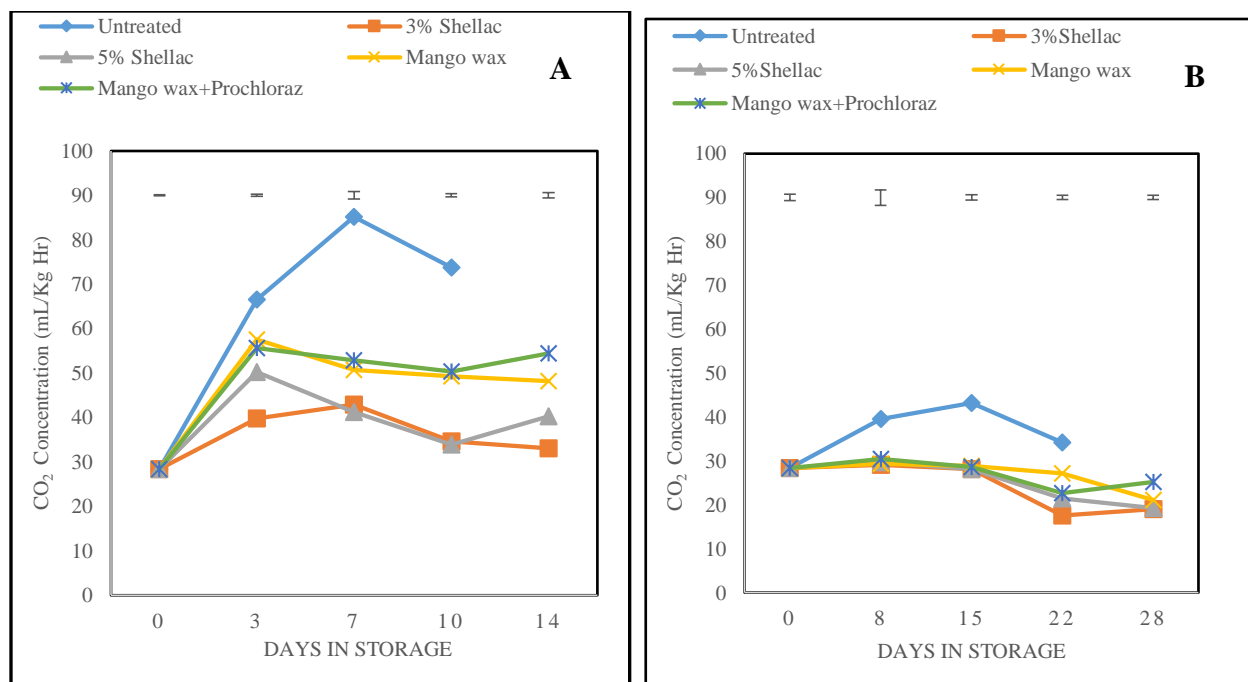 Untreated
3% Shellac
5% Shellac
Mango wax
Mango wax+Prochloraz
A
100
90
80
70
60
50
40
30
20
10
0
CO₂ Concentration (mL/Kg Hr)
0 3 7 10 14
DAYS IN STORAGE
Untreated
3%Shellac
5%Shellac
Mango wax
Mango wax+Prochloraz
B
100
90
80
70
60
50
40
30
20
10
0
CO₂ Concentration (mL/Kg Hr)
0 8 15 22 28
DAYS IN STORAGE